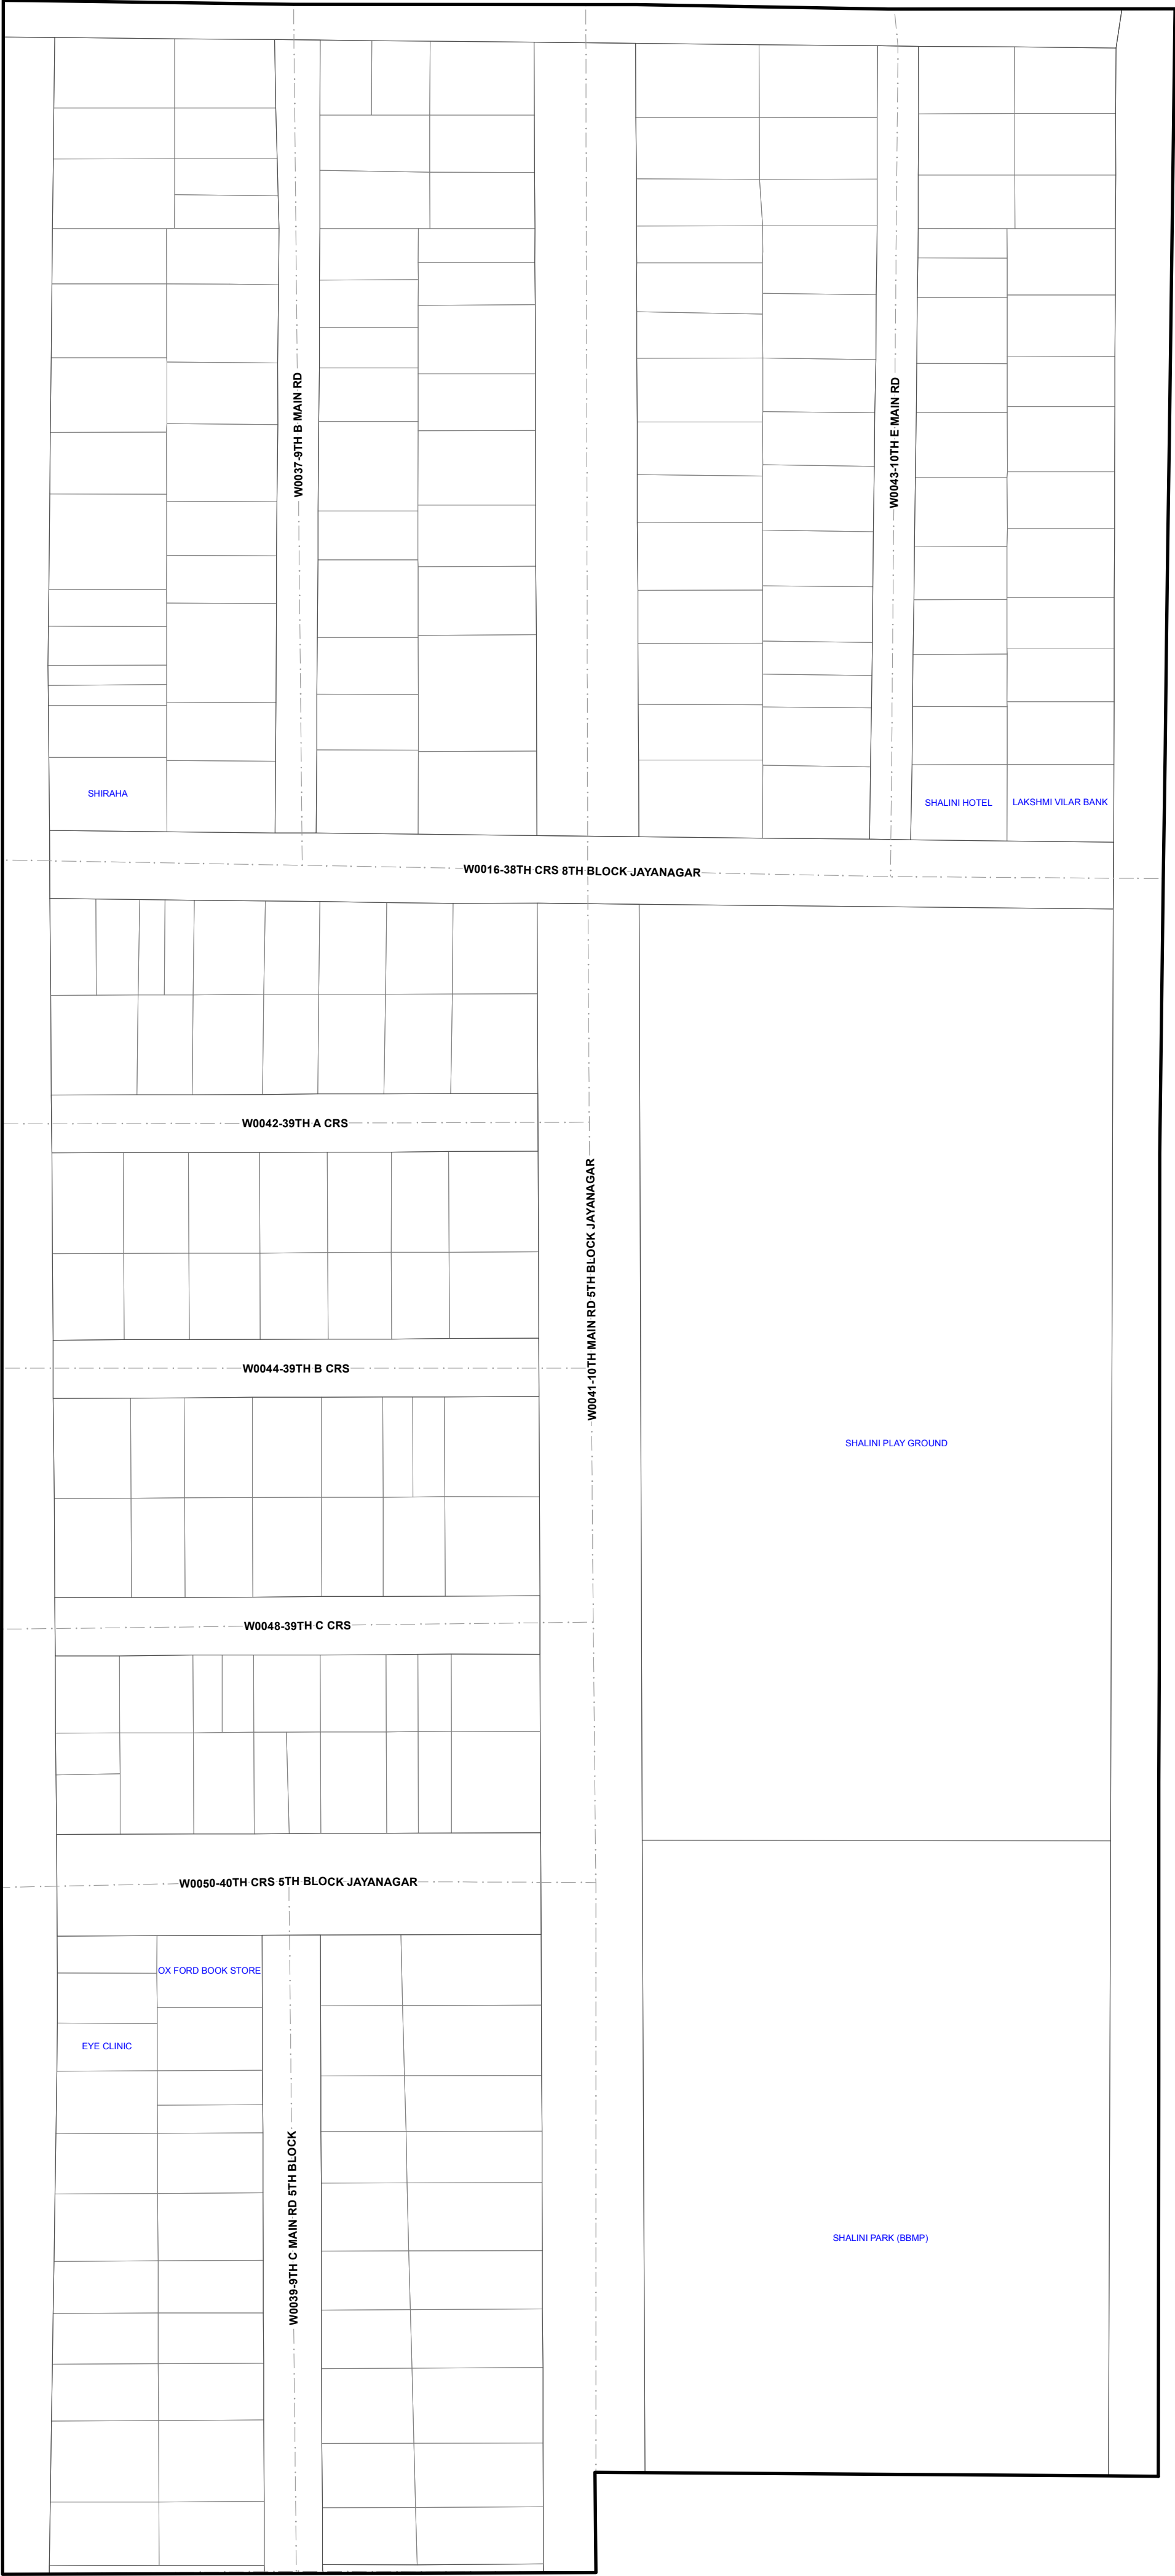 W0037-9TH B MAIN RD
W0043-10TH E MAIN RD
SHIRAHA
SHALINI HOTEL
LAKSHMI VILAR BANK
W0016-38TH CRS 8TH BLOCK JAYANAGAR
W0042-39TH A CRS
W0041-10TH MAIN RD 5TH BLOCK JAYANAGAR
W0044-39TH B CRS
SHALINI PLAY GROUND
W0048-39TH C CRS
W0050-40TH CRS 5TH BLOCK JAYANAGAR
OX FORD BOOK STORE
EYE CLINIC
W0039-9TH C MAIN RD 5TH BLOCK
SHALINI PARK (BBMP)